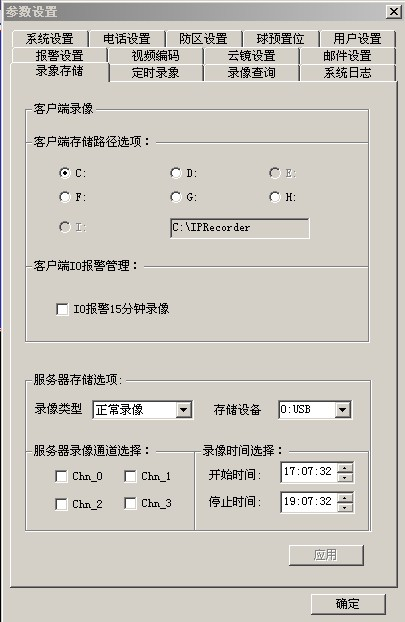 参数设置
系统设置 电话设置 防区设置 球预置位 用户设置
报警设置 视频编码 云镜设置 邮件设置
录象存储 定时录象 录像查询 系统日志
客户端录像
客户端存储路径选项：
C: D: E:
F: G: H:
I: C:\IPRecorder
客户端IO报警管理：
IO报警15分钟录像
服务器存储选项:
录像类型 正常录像 存储设备 0:USB
服务器录像通道选择： 录像时间选择：
Chn_0 Chn_1 开始时间: 17:07:32
Chn_2 Chn_3 停止时间: 19:07:32
应用
确定